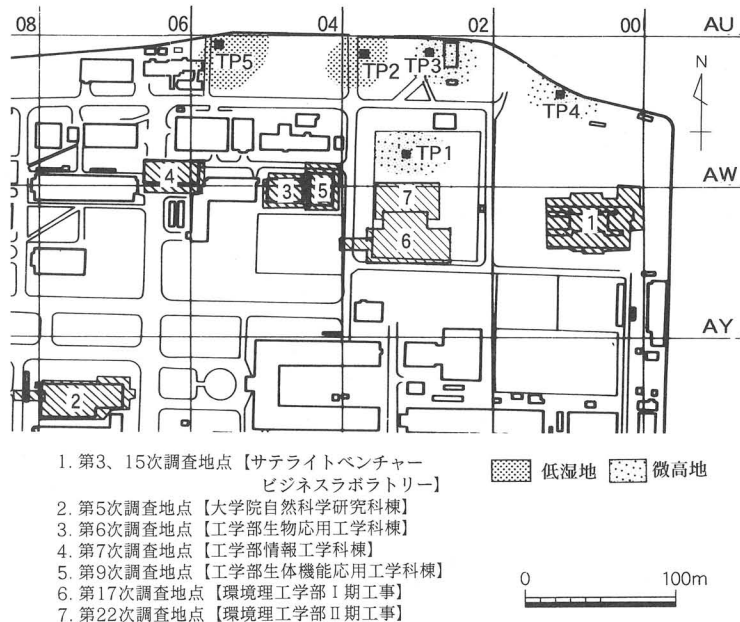 08 06 04 02 00 AU
TP5 TP2 TP3 N
TP4
TP1
AW
4 3 5 7
1
6
AY
2
1. 第3、15次調査地点【サテライトベンチャー
ビジネスラボラトリー】
2. 第5次調査地点【大学院自然科学研究科棟】
3. 第6次調査地点【工学部生物応用工学科棟】
4. 第7次調査地点【工学部情報工学科棟】
5. 第9次調査地点【工学部生体機能応用工学科棟】
6. 第17次調査地点【環境理工学部Ⅰ期工事】
7. 第22次調査地点【環境理工学部Ⅱ期工事】
低湿地 微高地
0 100m